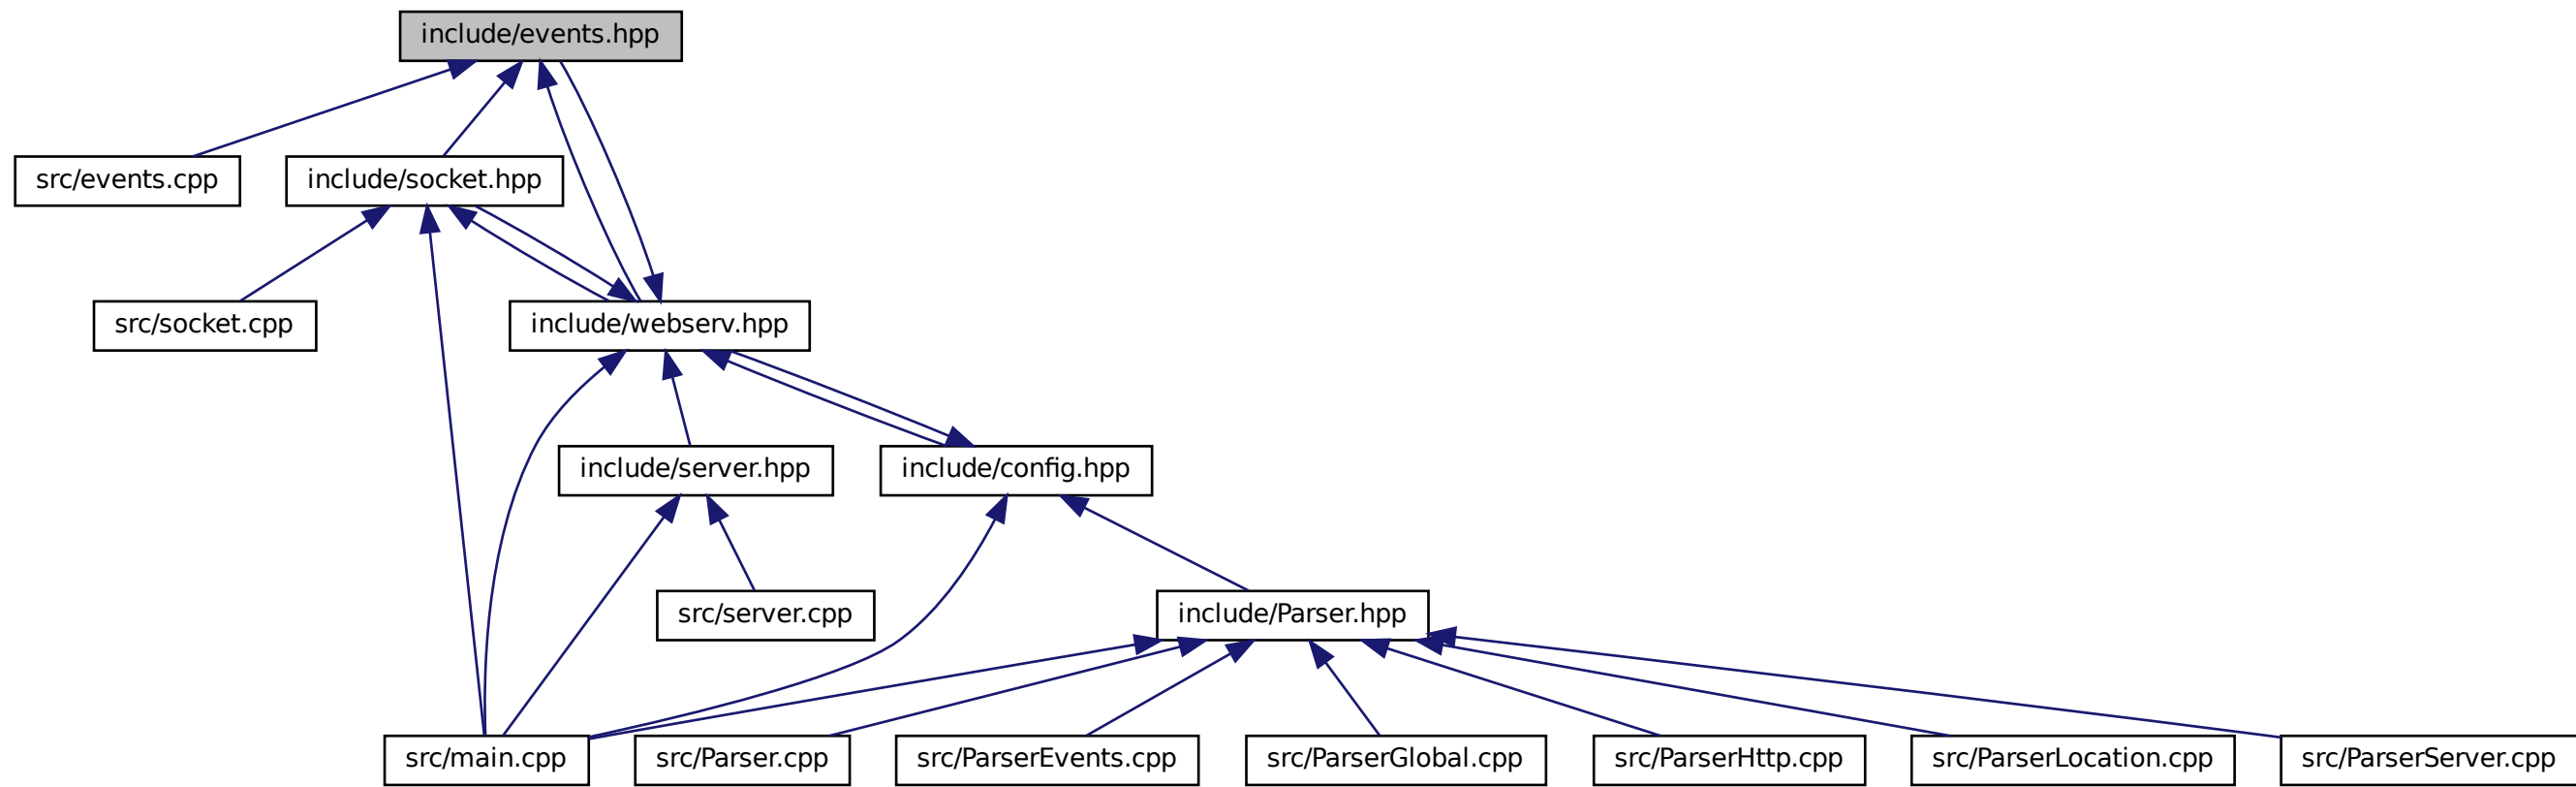 include/events.hpp
src/events.cpp
include/socket.hpp
src/socket.cpp
include/webserv.hpp
include/server.hpp
include/config.hpp
src/server.cpp
include/Parser.hpp
src/main.cpp
src/Parser.cpp
src/ParserEvents.cpp
src/ParserGlobal.cpp
src/ParserHttp.cpp
src/ParserLocation.cpp
src/ParserServer.cpp